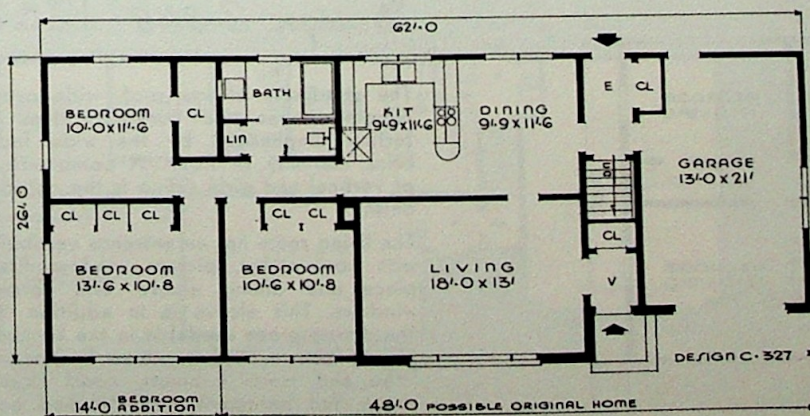 62'-0
26'-0
BEDROOM
10'-0 X 11'-6
CL
BATH
LIN
KIT
9'-9 X 11'-6
DINING
9'-9 X 11'-6
E
CL
GARAGE
13'-0 X 21'
DN
CL
CL
CL
CL
CL
CL
BEDROOM
13'-6 X 10'-8
BEDROOM
10'-6 X 10'-8
LIVING
18'-0 X 13'
V
DESIGN C-327
14'-0 BEDROOM ADDITION
48'-0 POSSIBLE ORIGINAL HOME